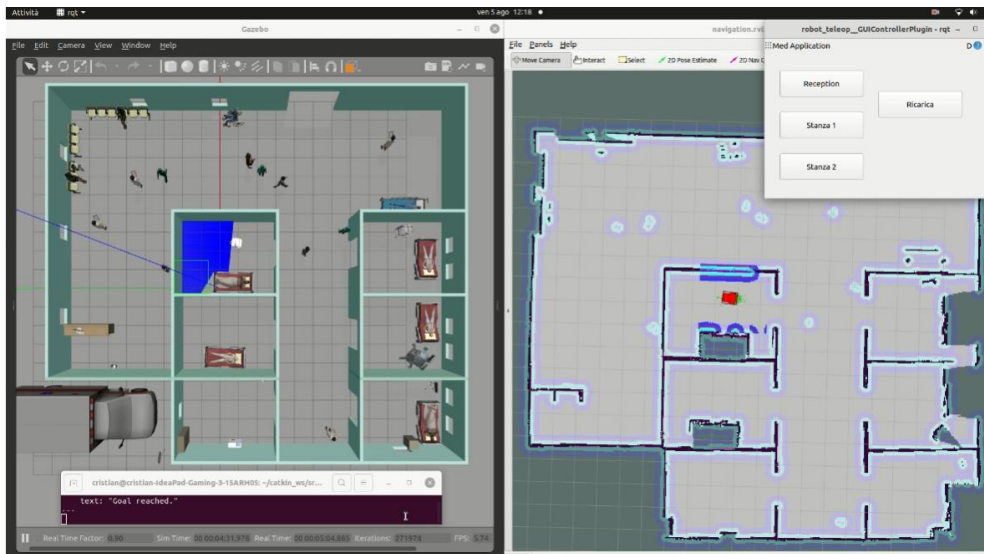 Attività rqt ven 5 ago 12:18
Gazebo
File Edit Camera View Window Help
cristian@cristian-IdeaPad-Gaming-3-15ARH05: ~/catkin_ws/sr...
text: "Goal reached."
---
Real Time Factor: 0.90 Sim Time: 00 00:04:31.976 Real Time: 00 00:05:04.665 Iterations: 271978 FPS: 5.74
navigation.rvi
File Panels Help
Move Camera Interact Select 2D Pose Estimate 2D Nav G
robot_teleop__GUIControllerPlugin - rqt
Med Application
D
Reception
Ricarica
Stanza 1
Stanza 2